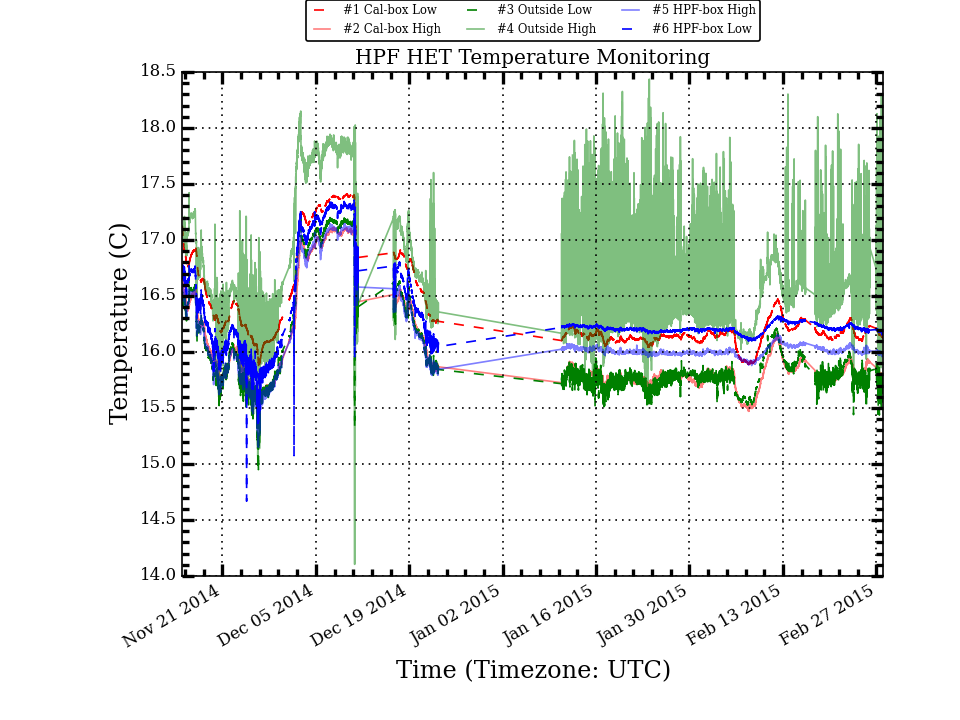 #1 Cal-box Low #3 Outside Low #5 HPF-box High
#2 Cal-box High #4 Outside High #6 HPF-box Low
HPF HET Temperature Monitoring
18.5
18.0
17.5
17.0
16.5
16.0
15.5
15.0
14.5
14.0
Temperature (C)
Nov 21 2014 Dec 05 2014 Dec 19 2014 Jan 02 2015 Jan 16 2015 Jan 30 2015 Feb 13 2015 Feb 27 2015
Time (Timezone: UTC)